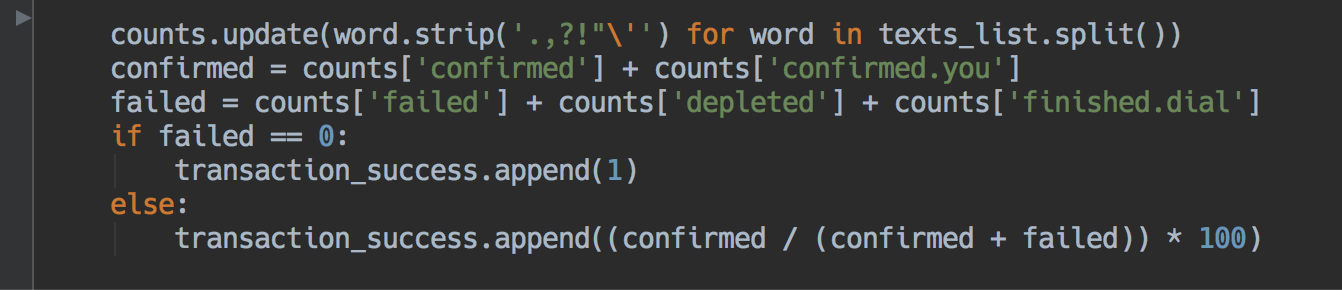 counts.update(word.strip('.,?!"\'') for word in texts_list.split())
confirmed = counts['confirmed'] + counts['confirmed.you']
failed = counts['failed'] + counts['depleted'] + counts['finished.dial']
if failed == 0:
    transaction_success.append(1)
else:
    transaction_success.append((confirmed / (confirmed + failed)) * 100)